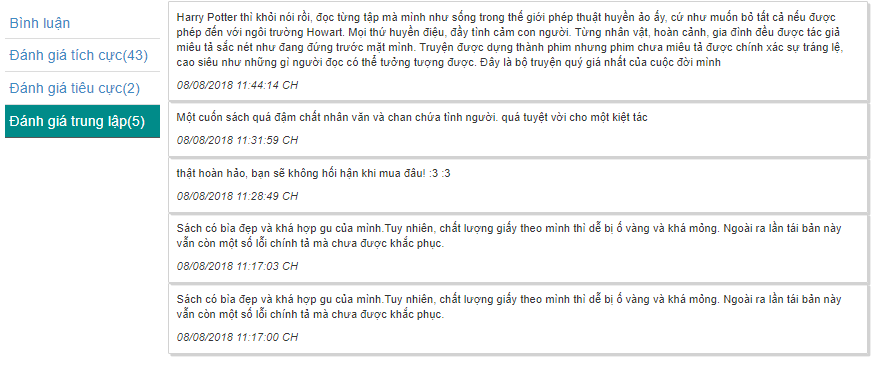 Bình luận
Đánh giá tích cực(43)
Đánh giá tiêu cực(2)
Đánh giá trung lập(5)
Harry Potter thì khỏi nói rồi, đọc từng tập mà mình như sống trong thế giới phép thuật huyền ảo ấy, cứ như muốn bỏ tất cả nếu được
phép đến với ngôi trường Howart. Mọi thứ huyền điệu, đầy tình cảm con người. Từng nhân vật, hoàn cảnh, gia đình đều được tác giả
miêu tả sắc nét như đang đứng trước mặt mình. Truyện được dựng thành phim nhưng phim chưa miêu tả được chính xác sự tráng lệ,
cao siêu như những gì người đọc có thể tưởng tượng được. Đây là bộ truyện quý giá nhất của cuộc đời mình
08/08/2018 11:44:14 CH
Một cuốn sách quá đậm chất nhân văn và chan chứa tình người. quá tuyệt vời cho một kiệt tác
08/08/2018 11:31:59 CH
thật hoàn hảo, bạn sẽ không hối hận khi mua đâu! :3 :3
08/08/2018 11:28:49 CH
Sách có bìa đẹp và khá hợp gu của mình.Tuy nhiên, chất lượng giấy theo mình thì dễ bị ố vàng và khá mỏng. Ngoài ra lần tái bản này
vẫn còn một số lỗi chính tả mà chưa được khắc phục.
08/08/2018 11:17:03 CH
Sách có bìa đẹp và khá hợp gu của mình.Tuy nhiên, chất lượng giấy theo mình thì dễ bị ố vàng và khá mỏng. Ngoài ra lần tái bản này
vẫn còn một số lỗi chính tả mà chưa được khắc phục.
08/08/2018 11:17:00 CH